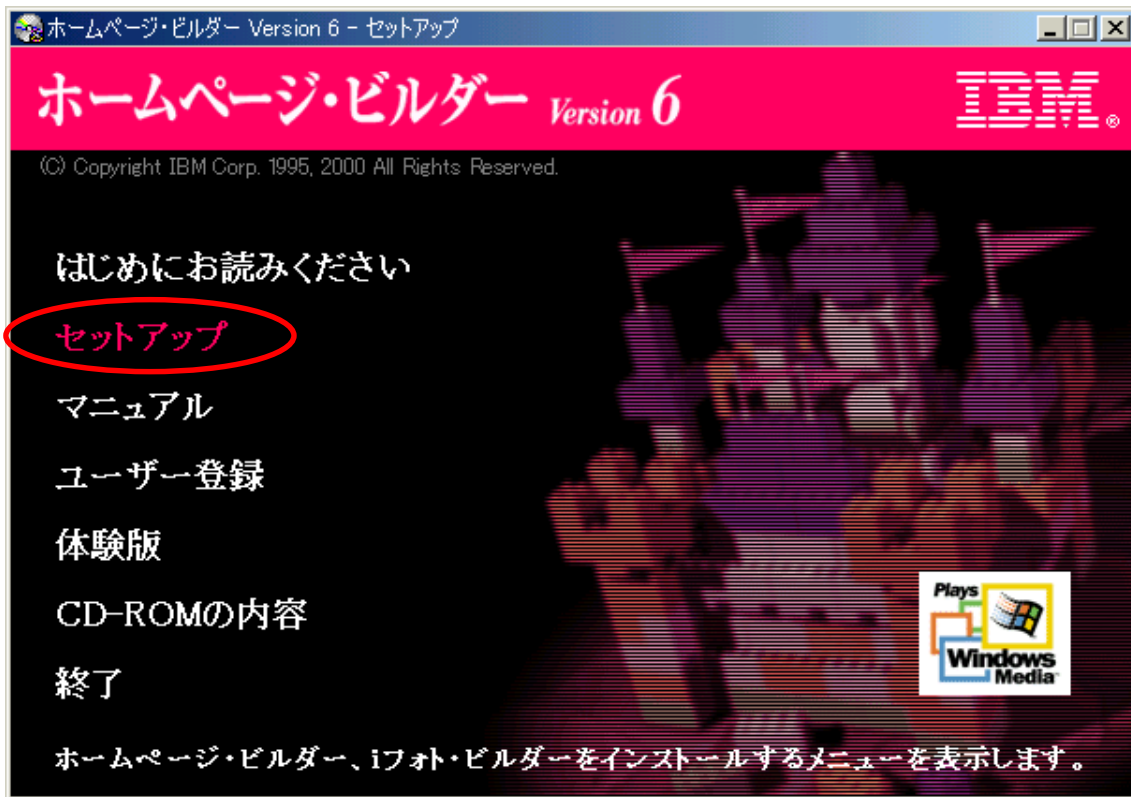 ホームページ・ビルダー Version 6 - セットアップ
ホームページ・ビルダー Version 6
IBM®
(C) Copyright IBM Corp. 1995, 2000 All Rights Reserved.
はじめにお読みください
セットアップ
マニュアル
ユーザー登録
体験版
CD-ROMの内容
終了
Plays
Windows
Media
ホームページ・ビルダー、iフォト・ビルダーをインストールするメニューを表示します。